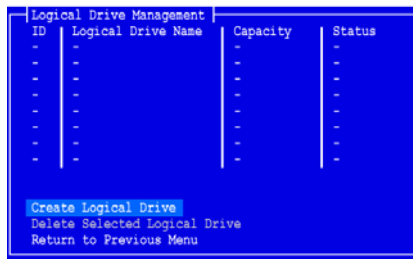 Logical Drive Management
ID Logical Drive Name Capacity Status
- - - -
- - - -
- - - -
- - - -
- - - -
- - - -
- - - -
- - - -
Create Logical Drive
Delete Selected Logical Drive
Return to Previous Menu